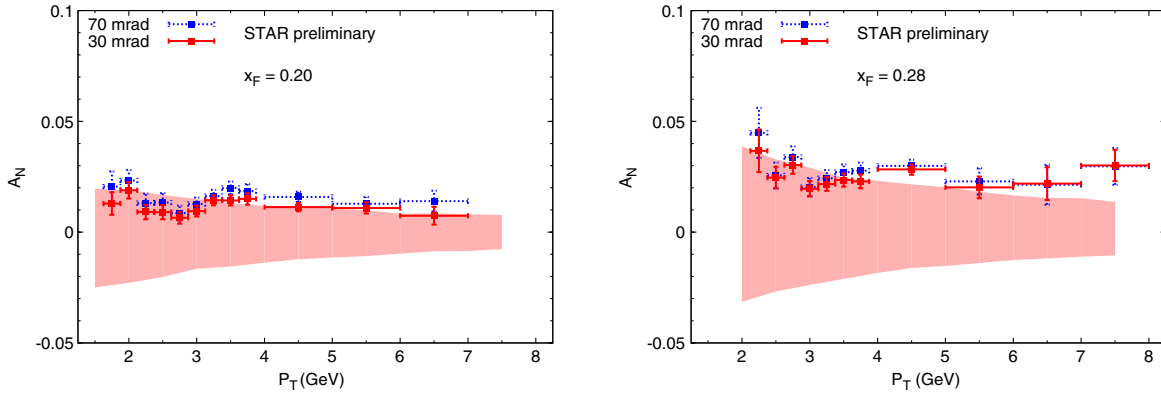 0.1
70 mrad
30 mrad
STAR preliminary
x_F = 0.20
0.05
A_N
0
-0.05
2 3 4 5 6 7 8
P_T (GeV)
0.1
70 mrad
30 mrad
STAR preliminary
x_F = 0.28
0.05
A_N
0
-0.05
2 3 4 5 6 7 8
P_T (GeV)